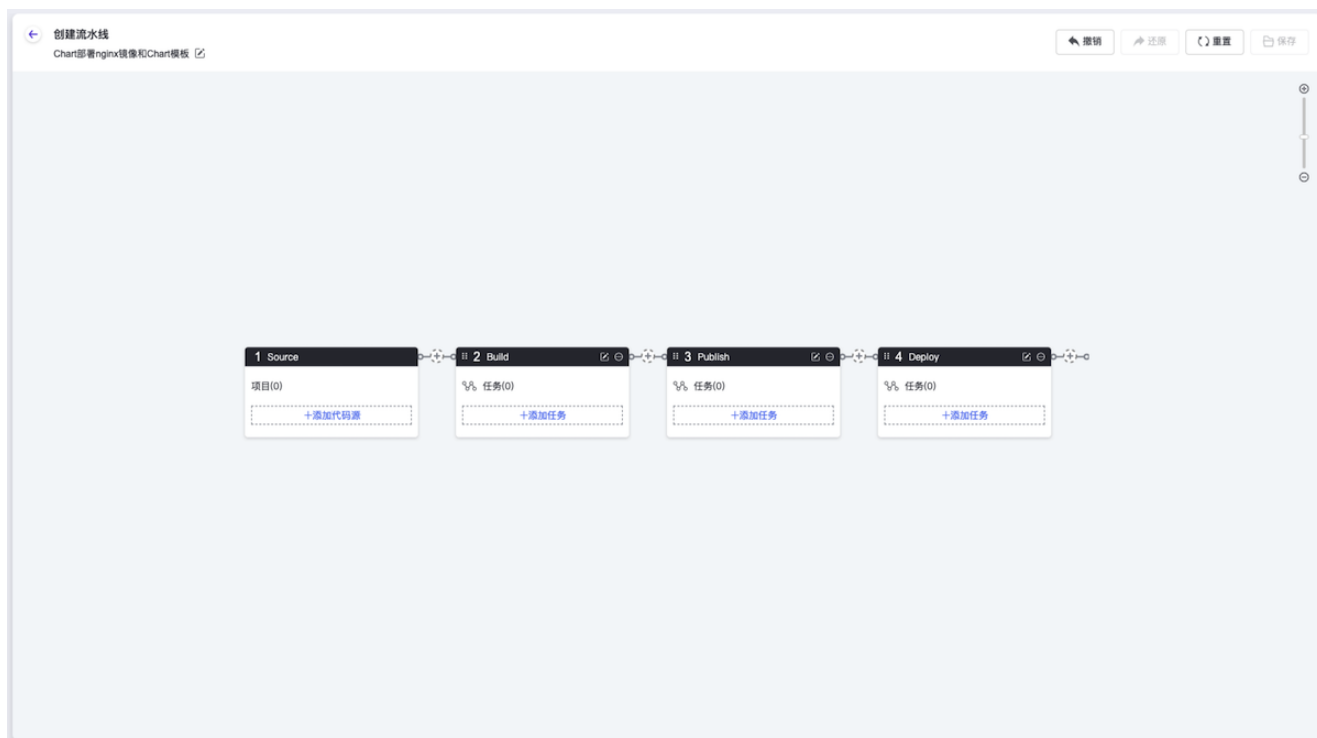 创建流水线
Chart部署nginx镜像和Chart模板
撤销 还原 重置 保存
1 Source 2 Build 3 Publish 4 Deploy
项目(0) 任务(0) 任务(0) 任务(0)
+添加代码源 +添加任务 +添加任务 +添加任务